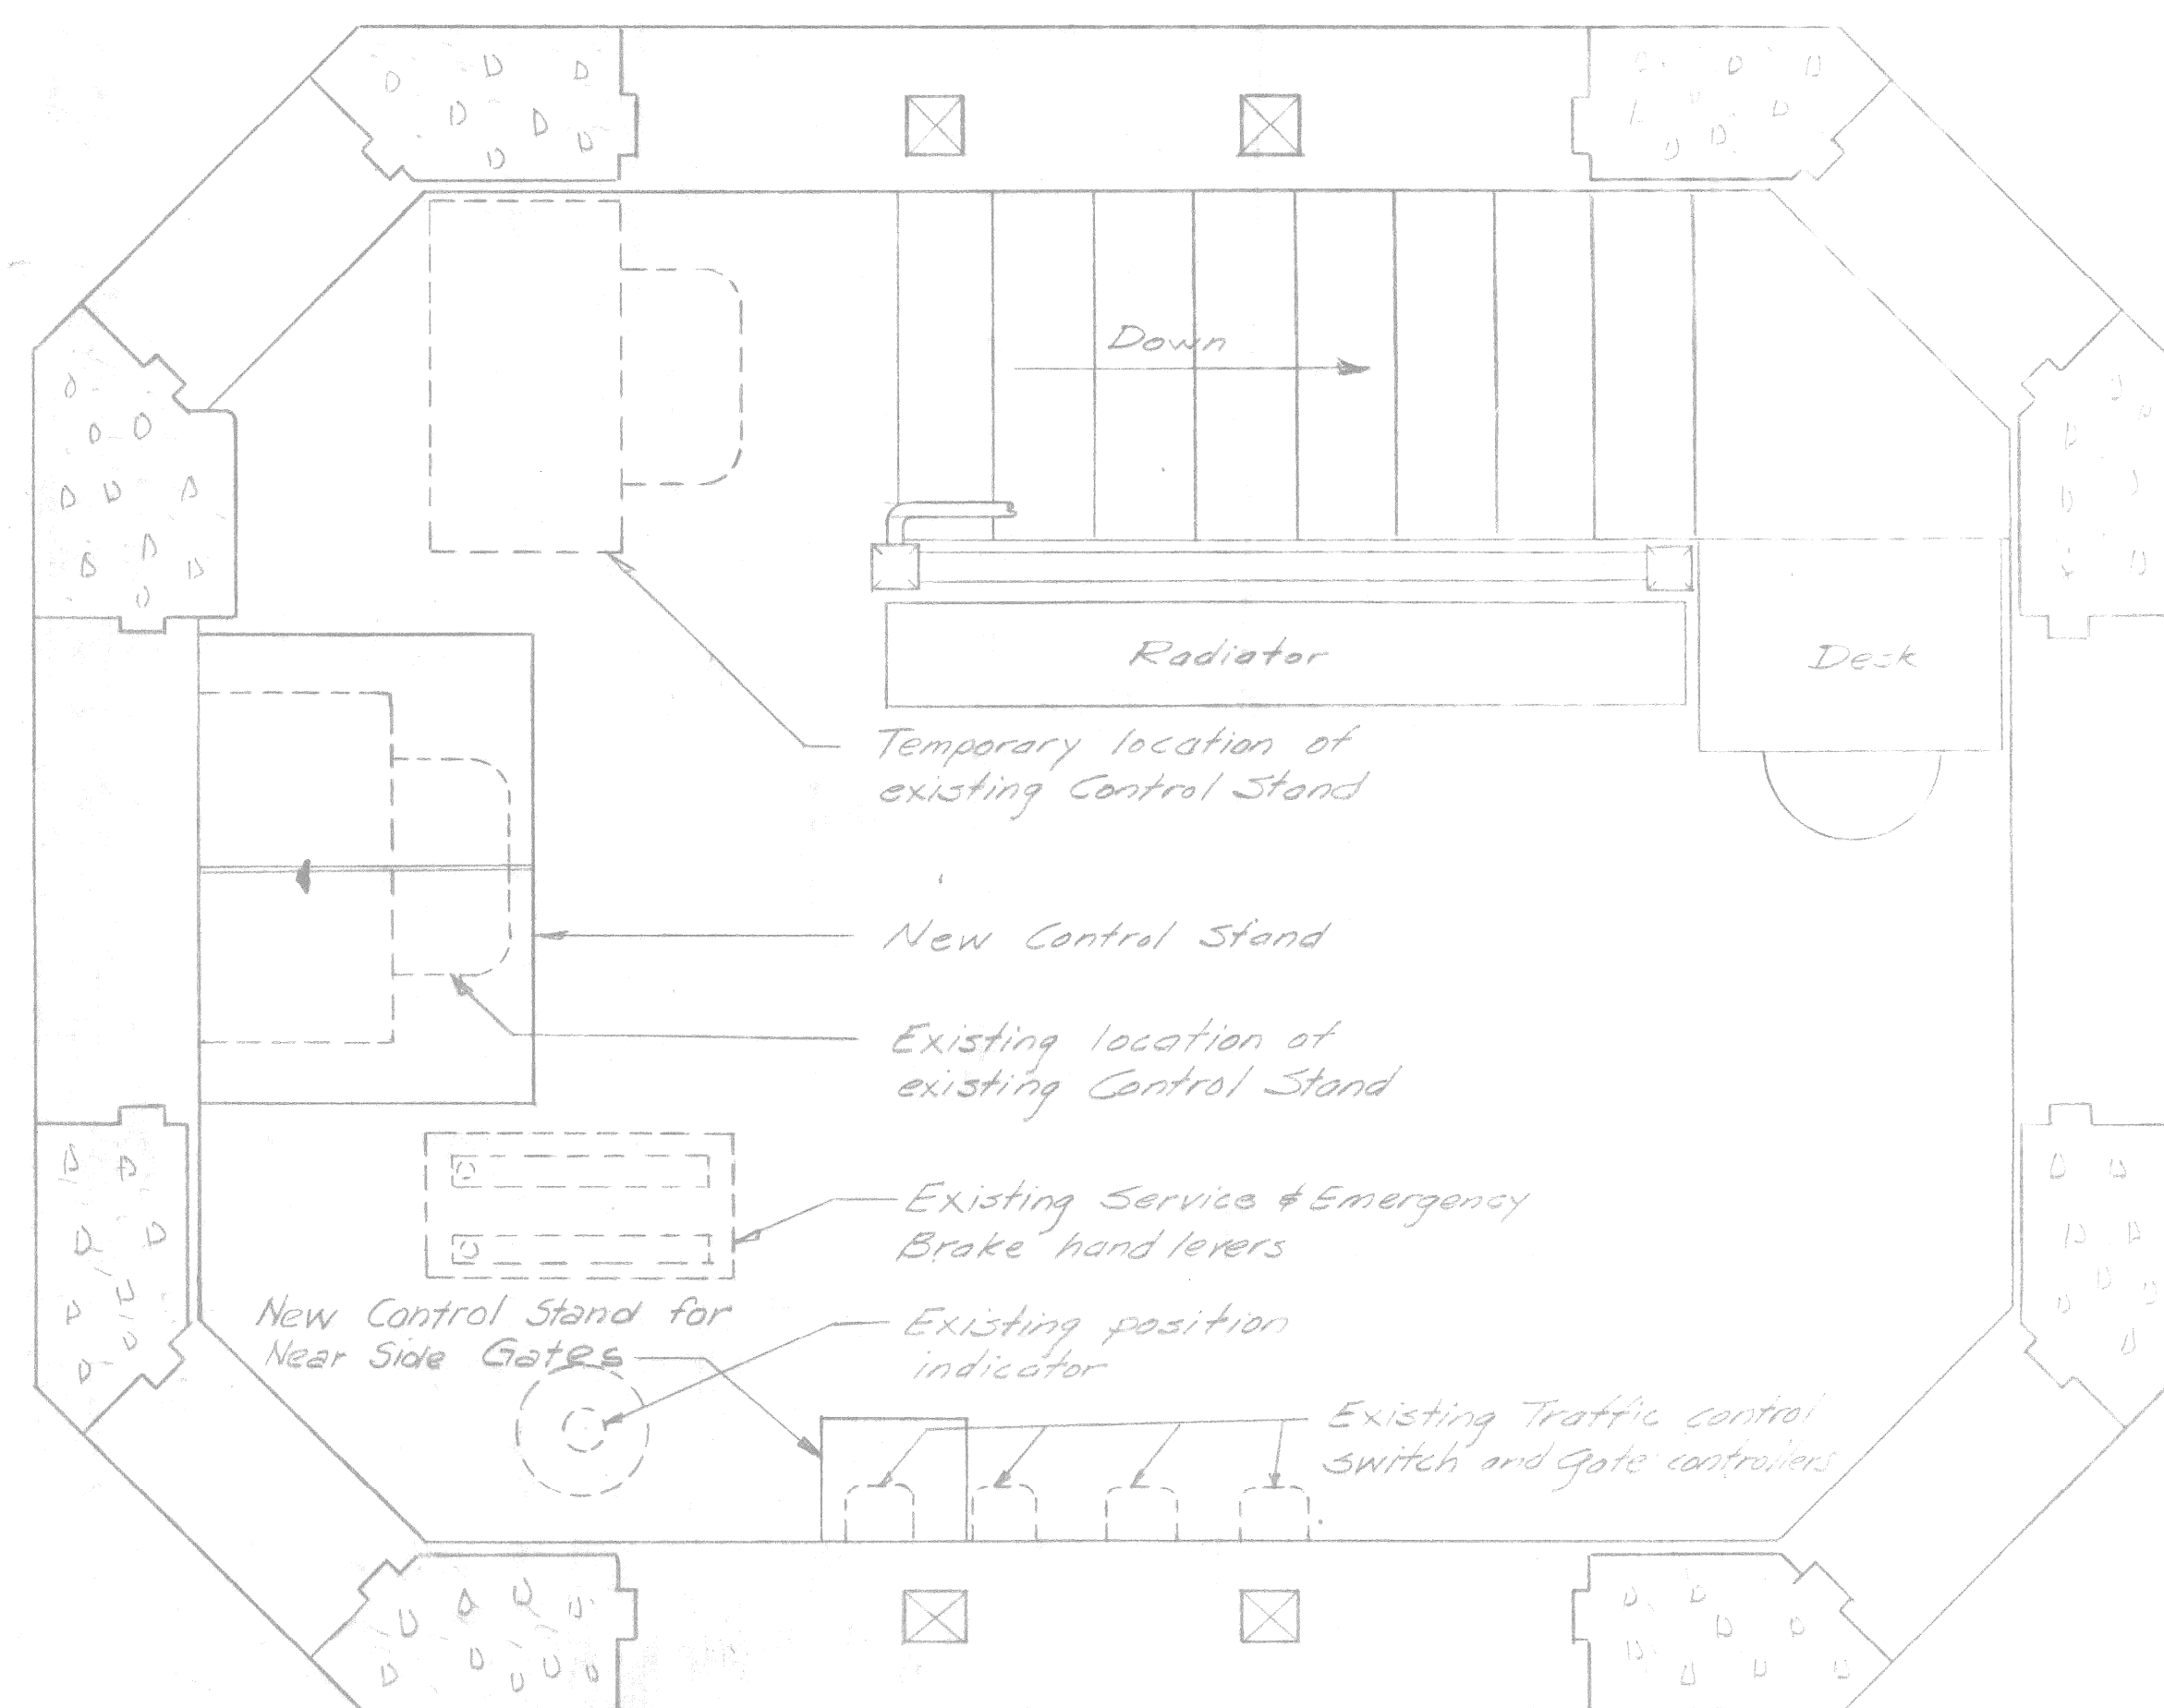 Down
Radiator
Desk
Temporary location of
existing Control Stand
New Control Stand
Existing location of
existing Control Stand
Existing Service & Emergency
Brake hand levers
New Control Stand for
Near Side Gates
Existing position
indicator
Existing Traffic control
switch and Gate controllers